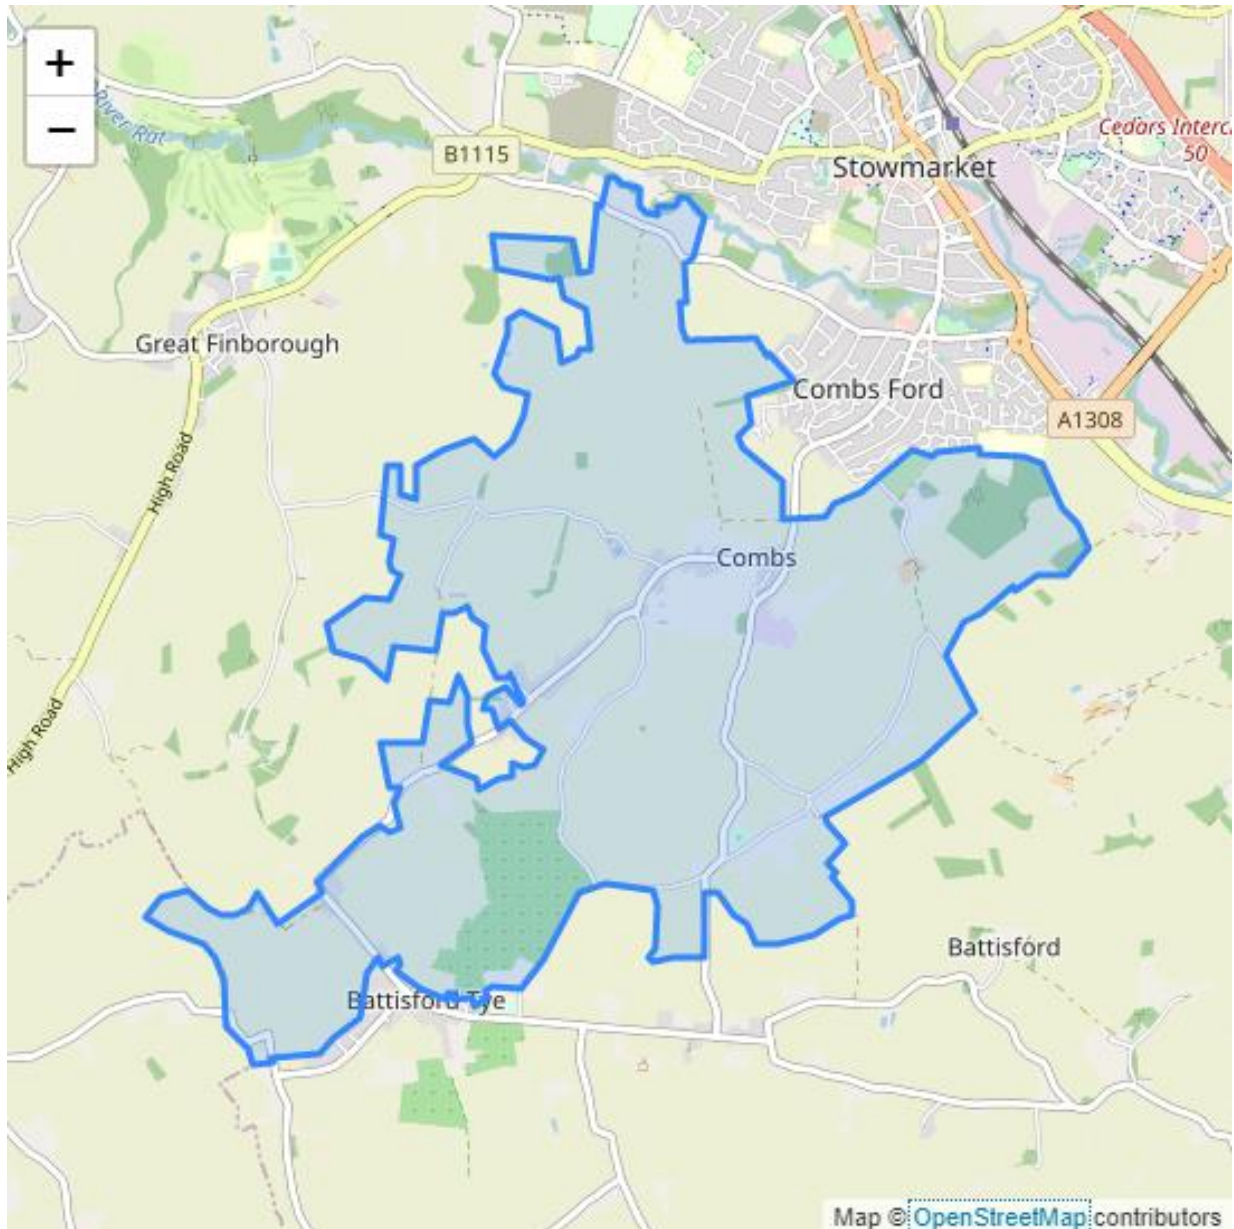 +
−
River Rat
B1115
Cedars Interc
50
Stowmarket
Great Finborough
Combs Ford
A1308
High Road
Combs
High Road
Battisford
Battisford Tye
Map © OpenStreetMap contributors